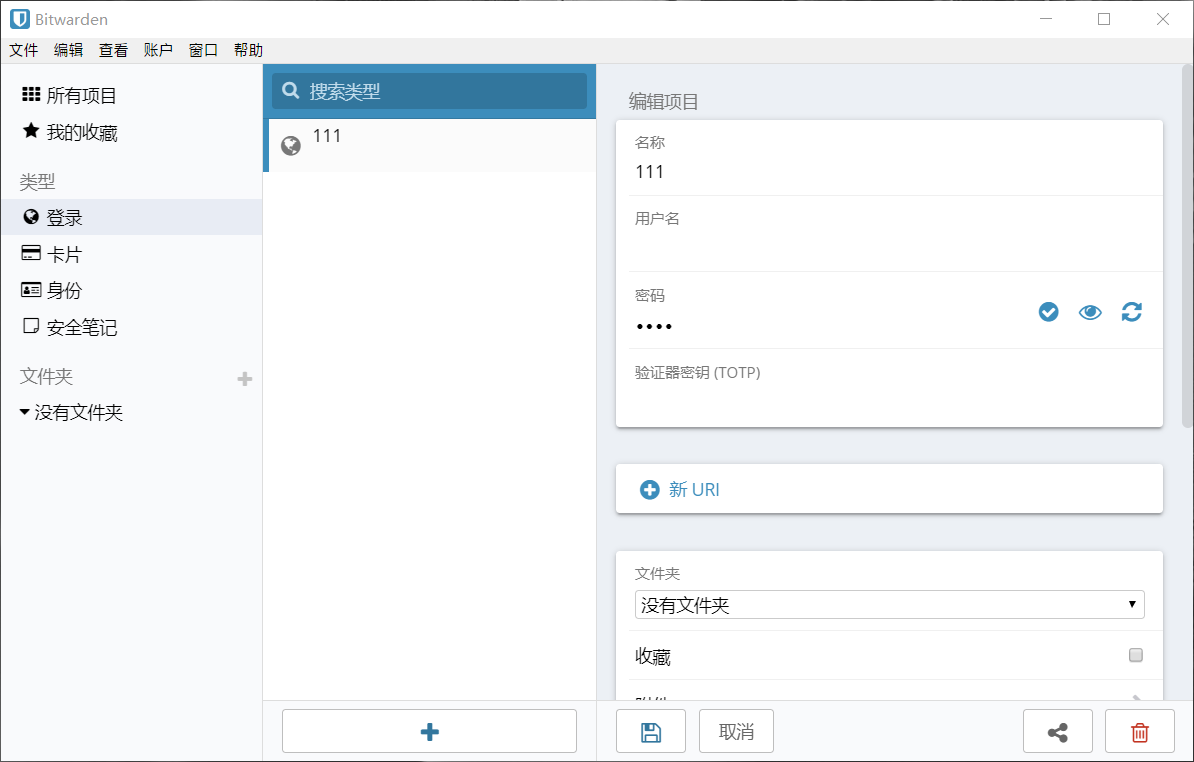 Bitwarden
文件 编辑 查看 账户 窗口 帮助
所有项目
我的收藏
类型
登录
卡片
身份
安全笔记
文件夹
没有文件夹
搜索类型
111
编辑项目
名称
111
用户名
密码
••••
验证器密钥 (TOTP)
新 URI
文件夹
没有文件夹
收藏
取消